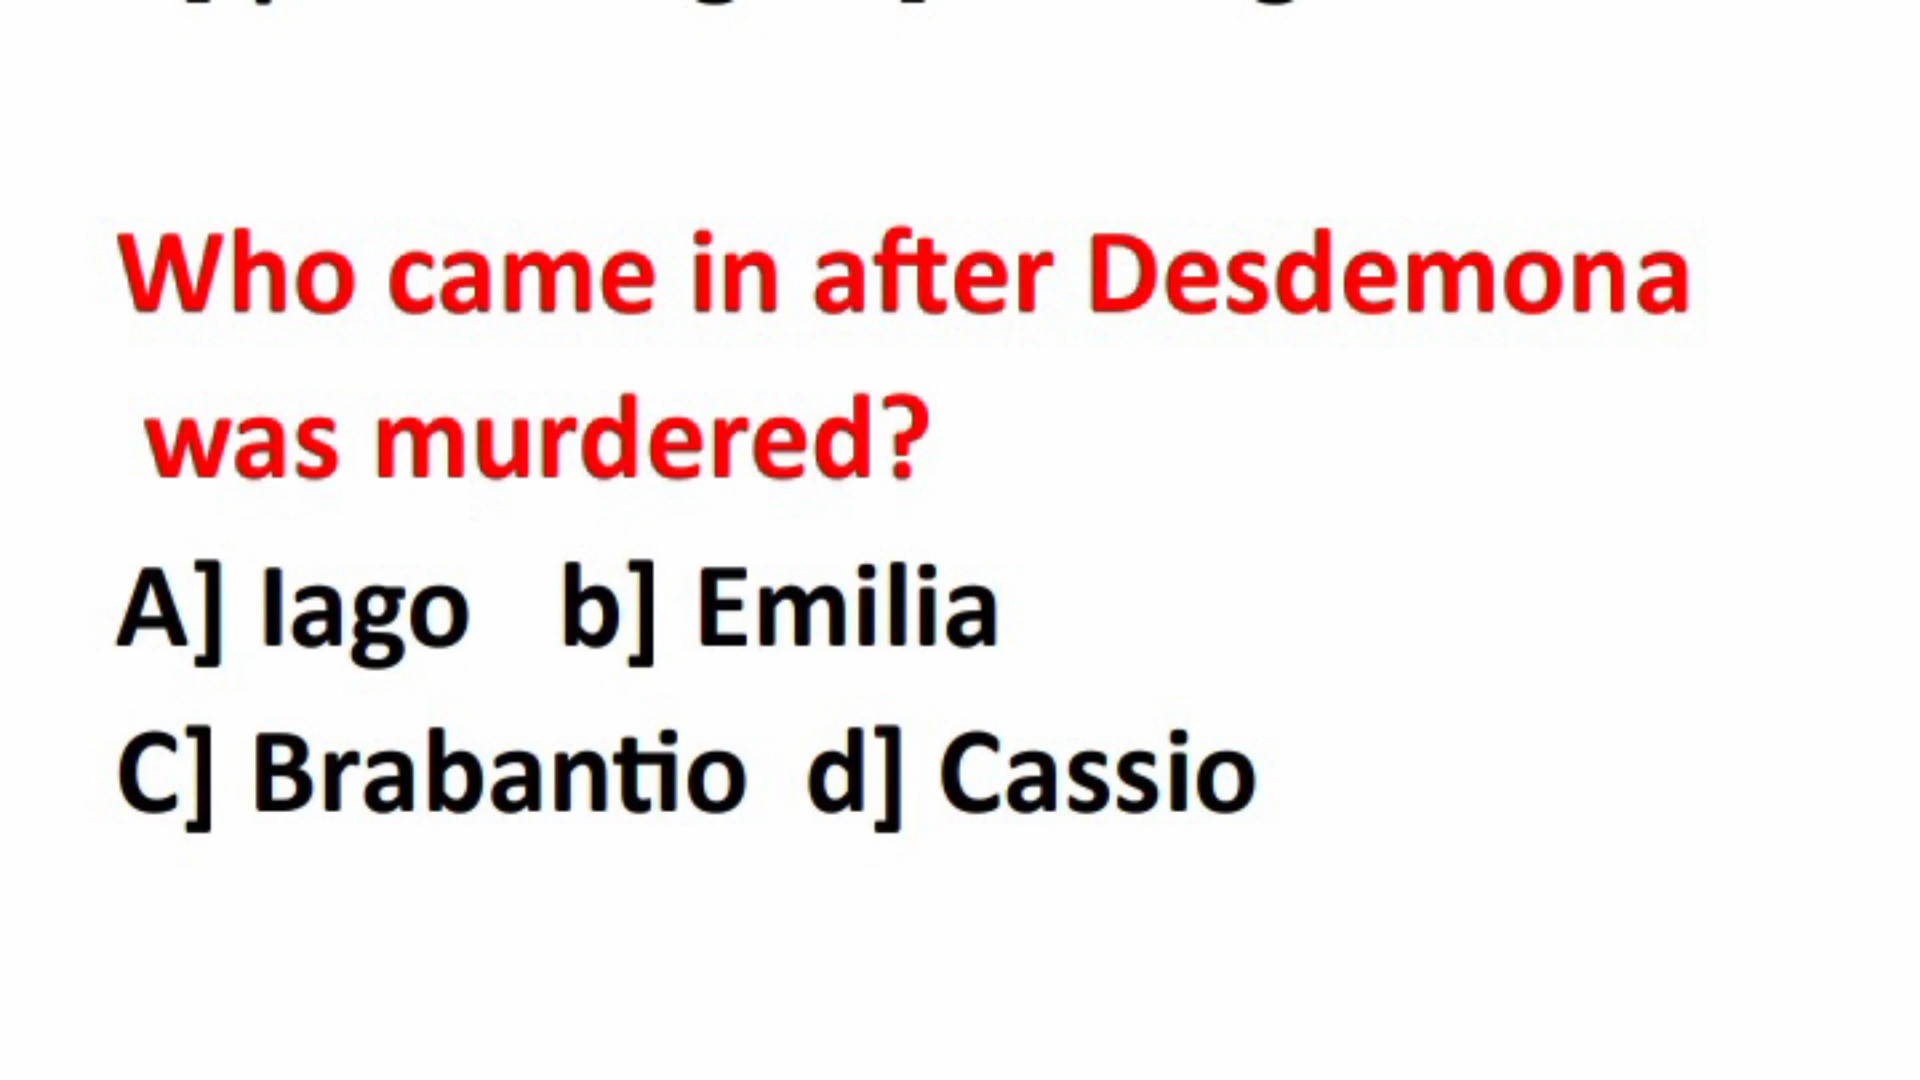 Who came in after Desdemona
was murdered?
A] Iago b] Emilia
C] Brabantio d] Cassio